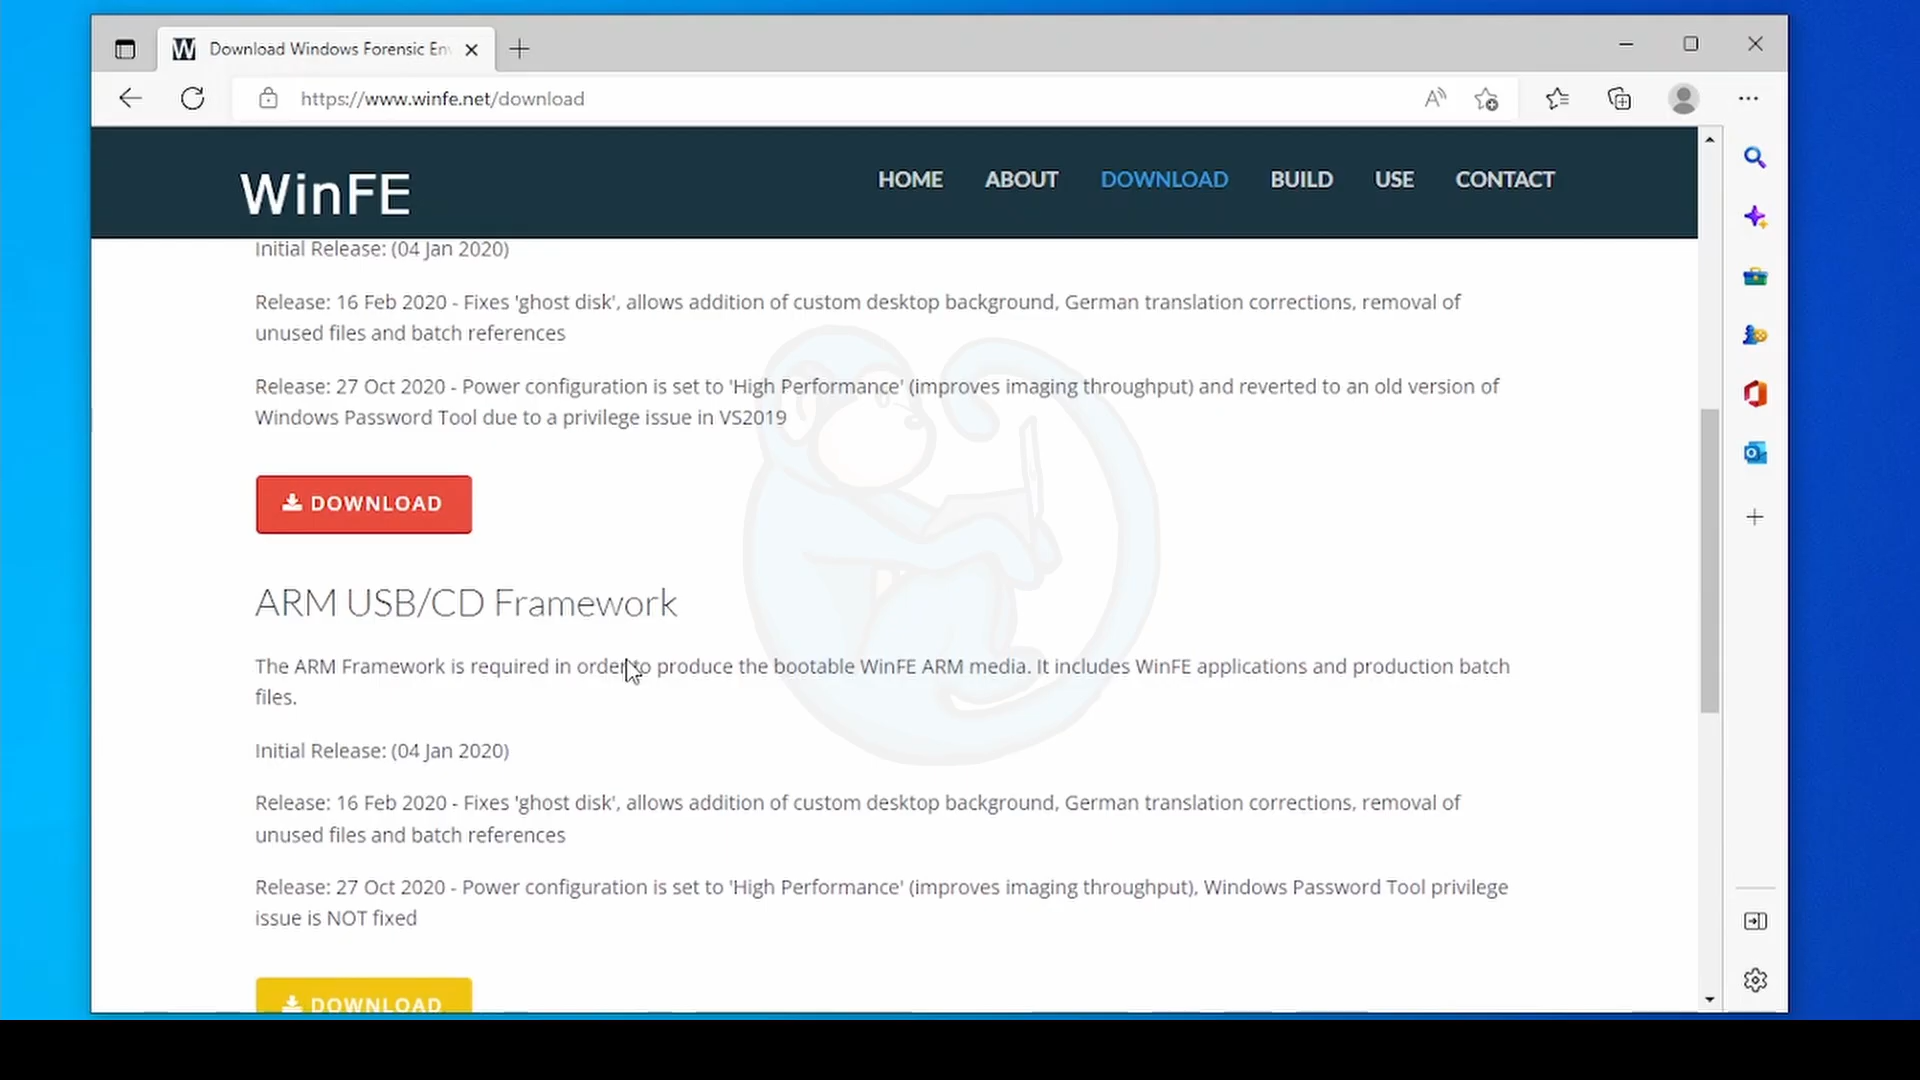 Download Windows Forensic En
https://www.winfe.net/download
WinFE
HOME
ABOUT
DOWNLOAD
BUILD
USE
CONTACT
Initial Release: (04 Jan 2020)
Release: 16 Feb 2020 - Fixes 'ghost disk', allows addition of custom desktop background, German translation corrections, removal of
unused files and batch references
Release: 27 Oct 2020 - Power configuration is set to 'High Performance' (improves imaging throughput) and reverted to an old version of
Windows Password Tool due to a privilege issue in VS2019
DOWNLOAD
ARM USB/CD Framework
The ARM Framework is required in order to produce the bootable WinFE ARM media. It includes WinFE applications and production batch
files.
Initial Release: (04 Jan 2020)
Release: 16 Feb 2020 - Fixes 'ghost disk', allows addition of custom desktop background, German translation corrections, removal of
unused files and batch references
Release: 27 Oct 2020 - Power configuration is set to 'High Performance' (improves imaging throughput), Windows Password Tool privilege
issue is NOT fixed
DOWNLOAD